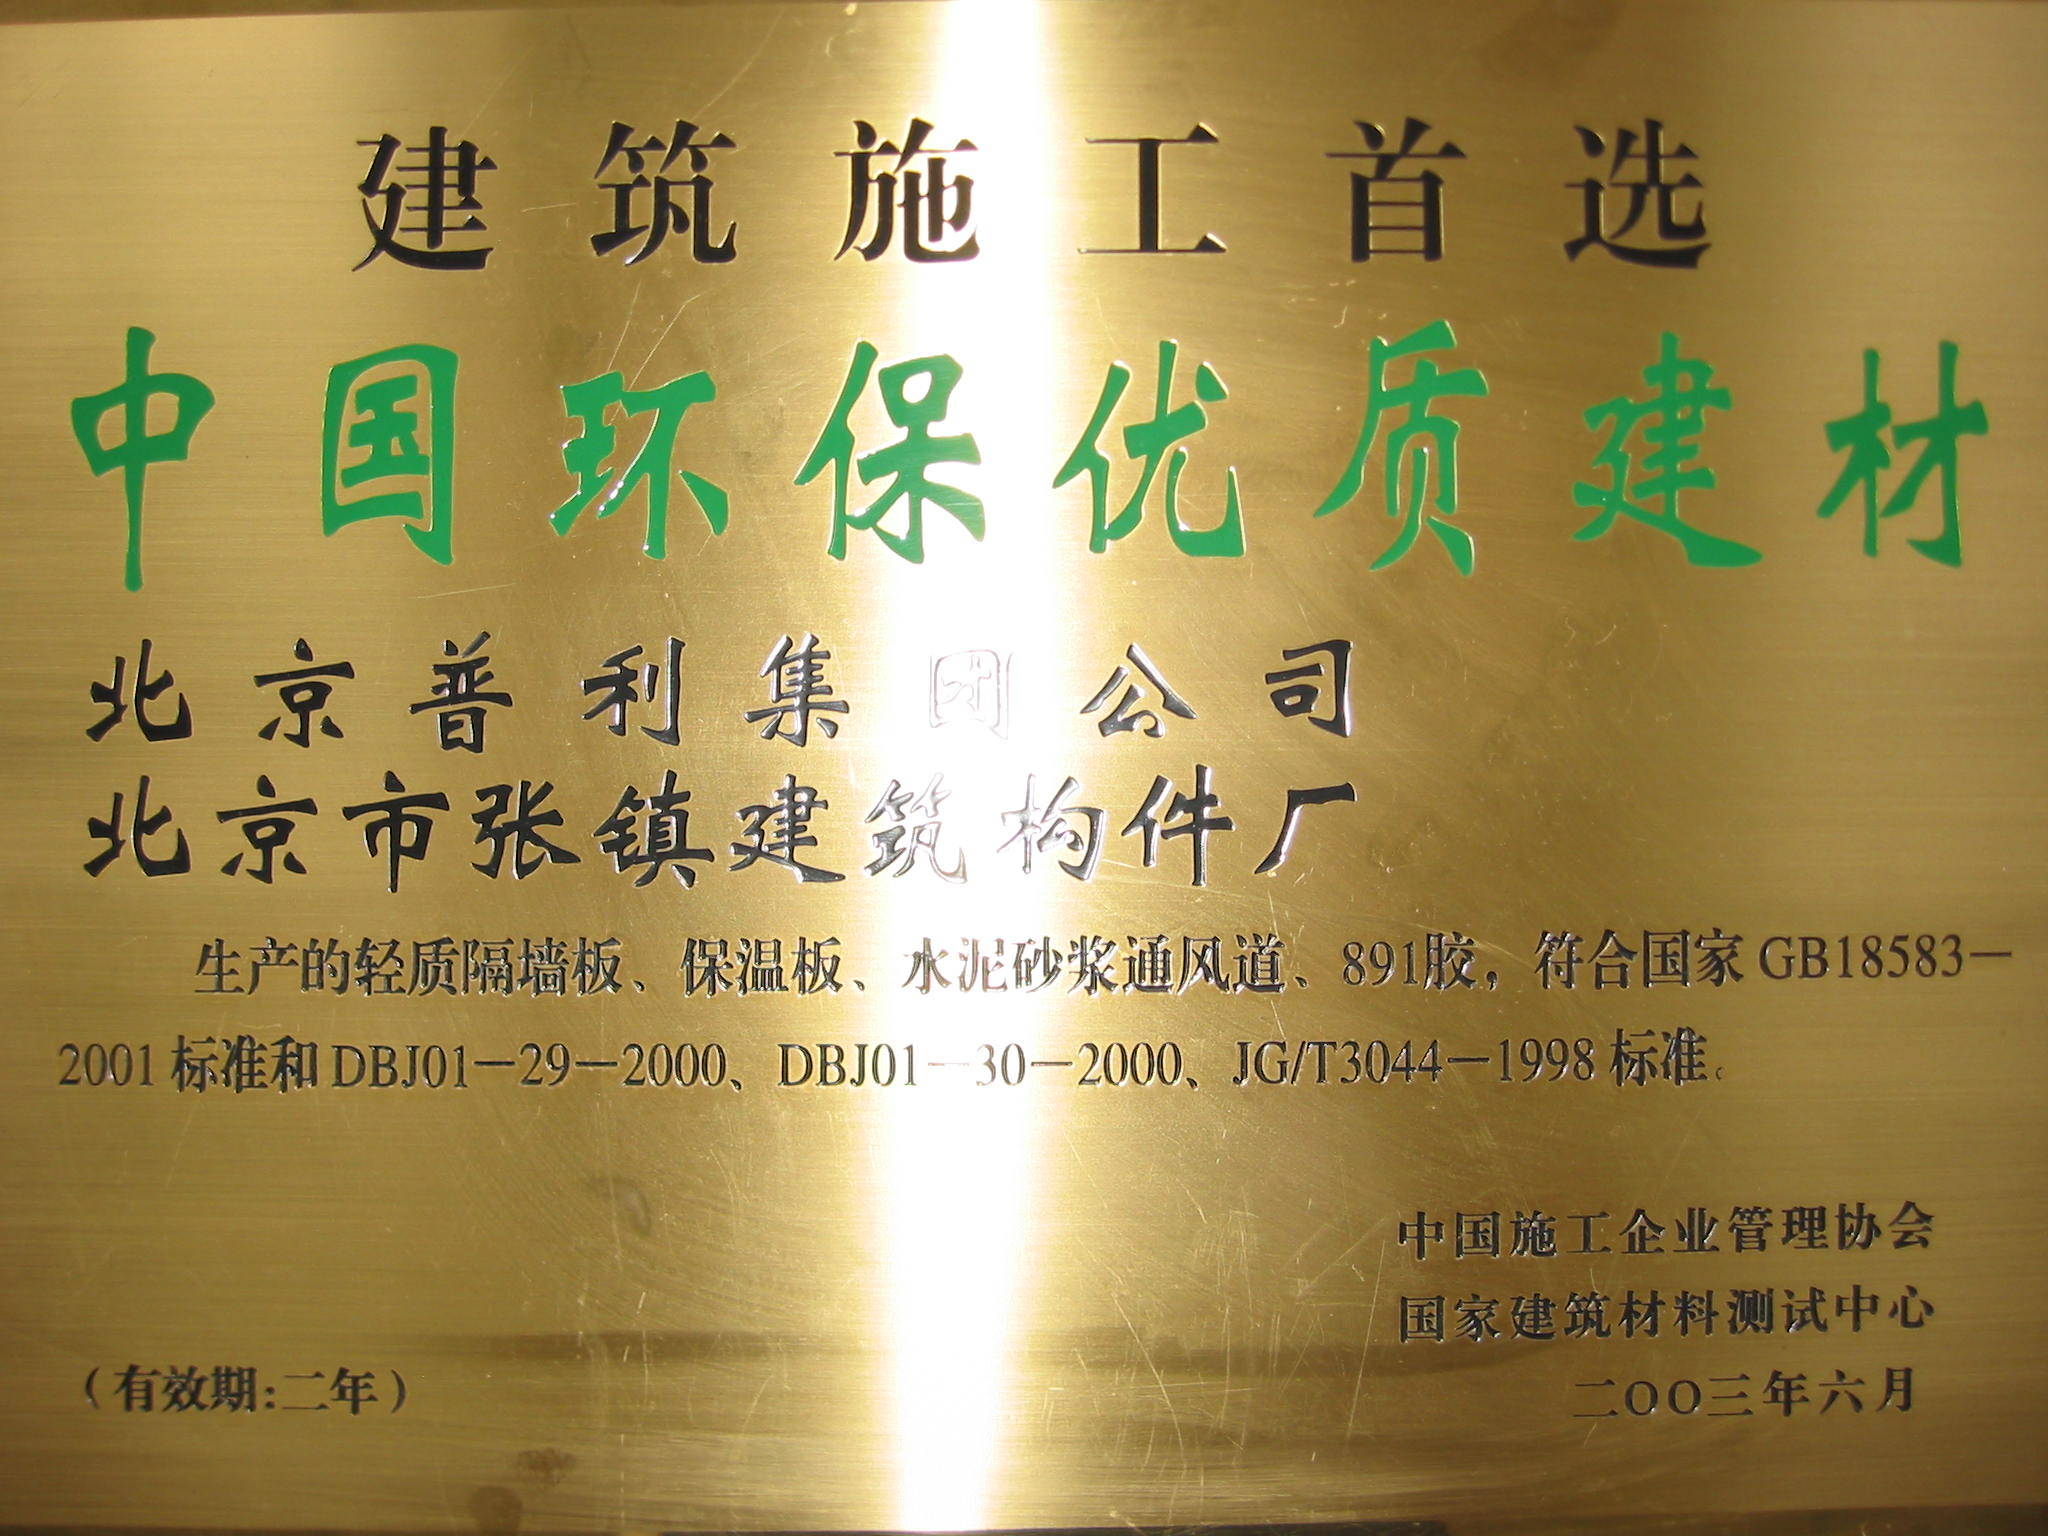 建筑施工首选
中国环保优质建材
北京普利集团公司
北京市张镇建筑构件厂
生产的轻质隔墙板、保温板、水泥砂浆通风道、891胶，符合国家GB18583－
2001标准和DBJ01－29－2000、DBJ01－30－2000、JG/T3044－1998标准。
中国施工企业管理协会
国家建筑材料测试中心
（有效期:二年）
二OO三年六月